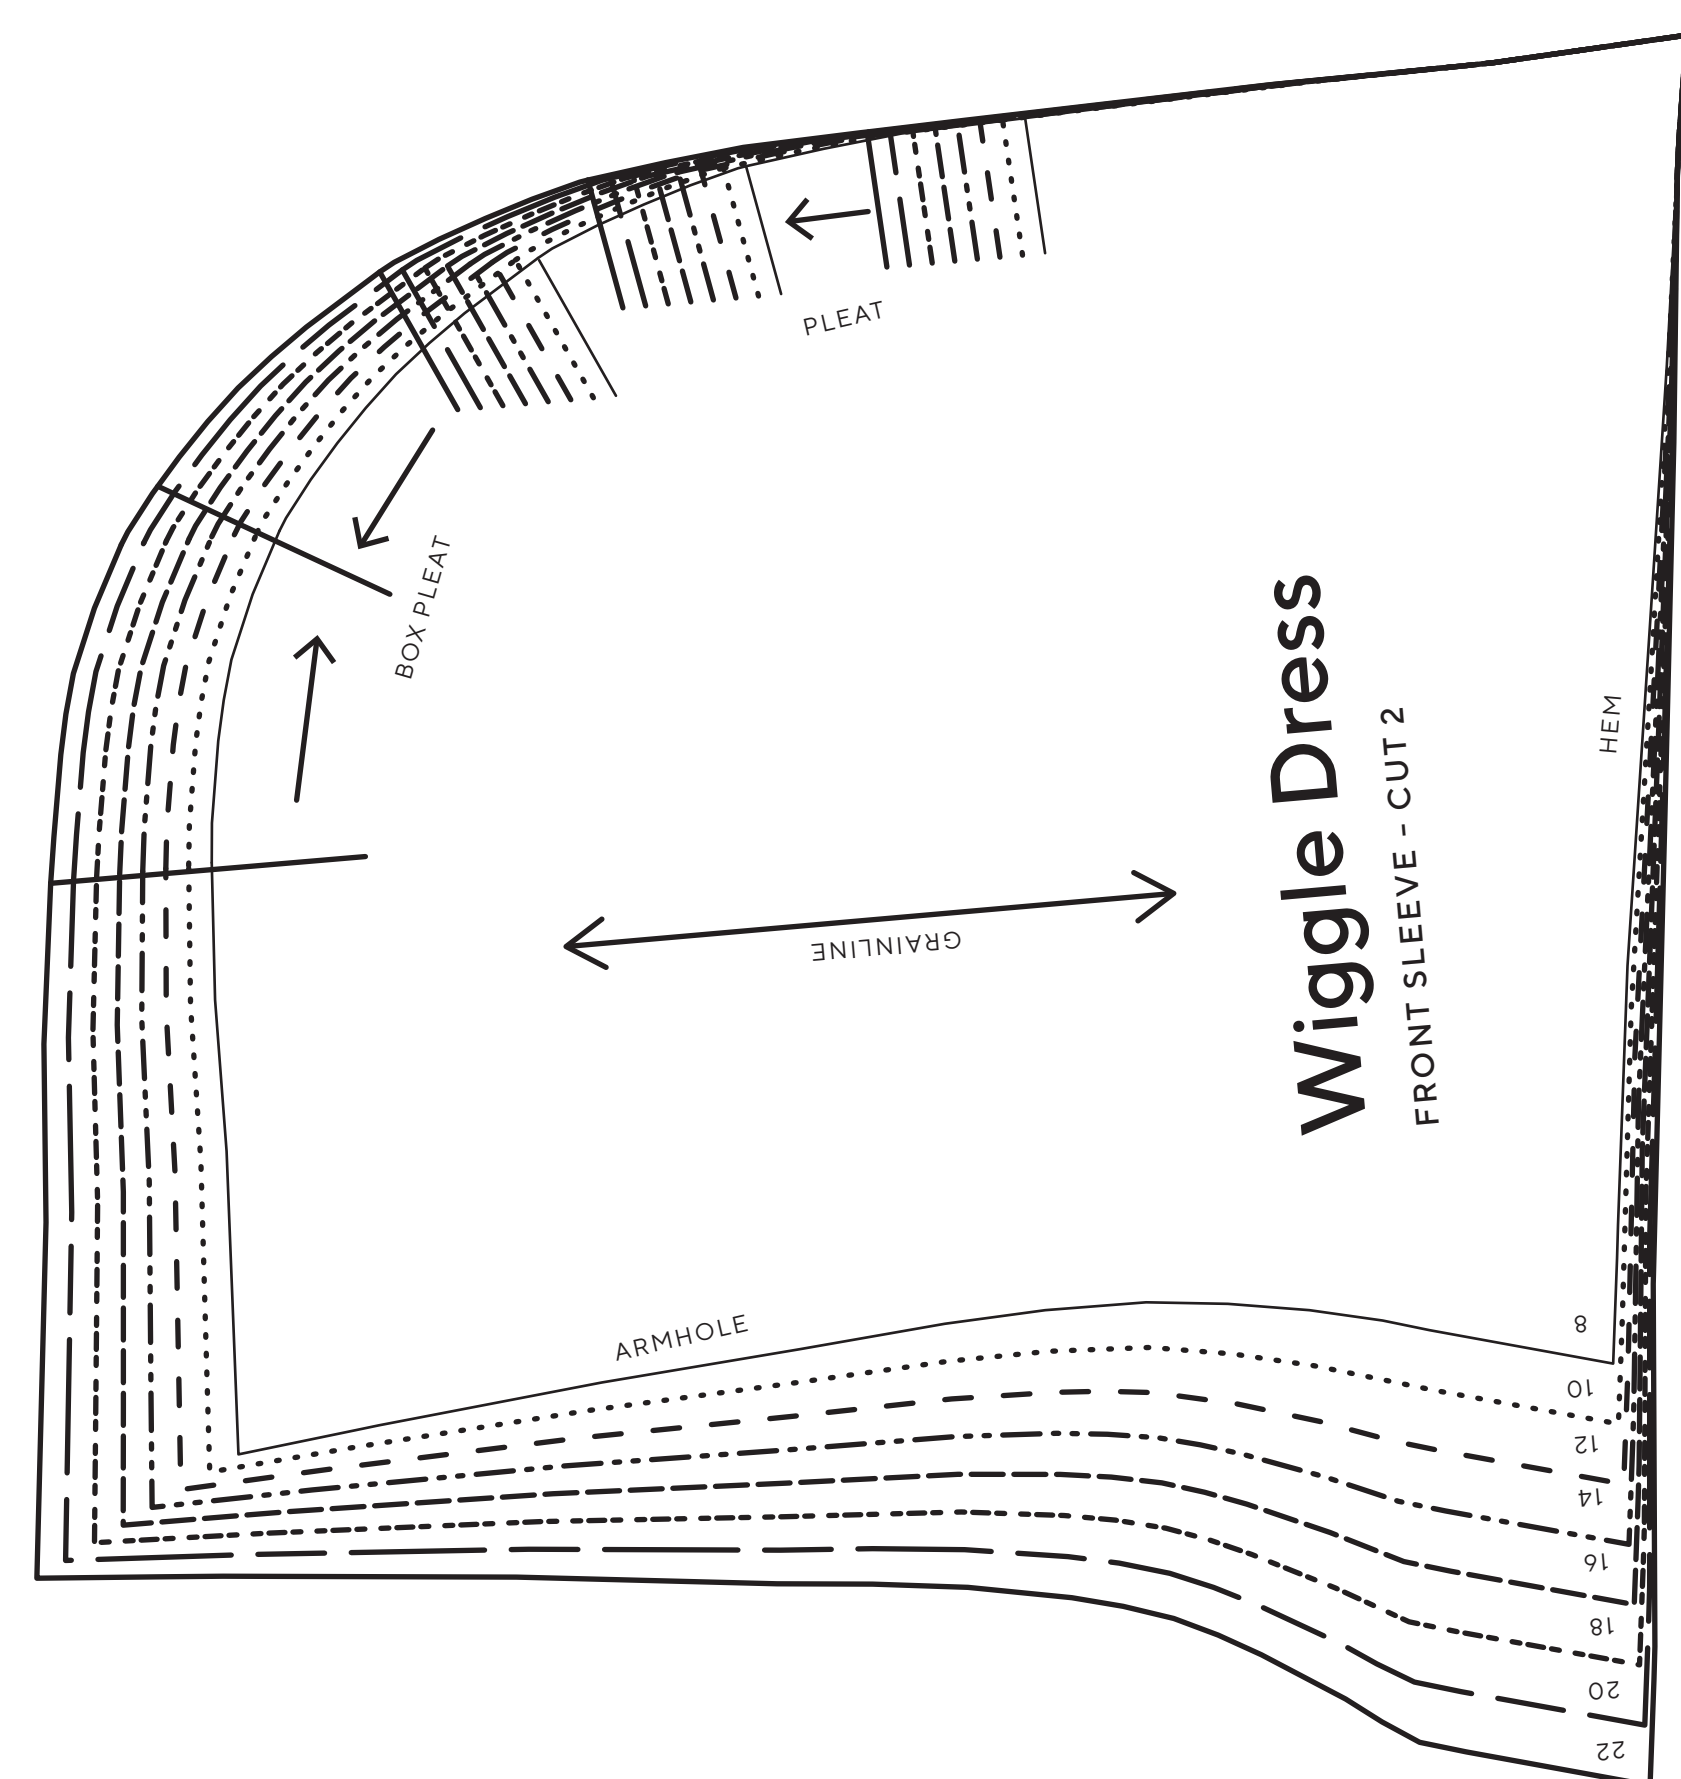 PLEAT
BOX PLEAT
Wiggle Dress
FRONT SLEEVE - CUT 2
HEM
GRAINLINE
ARMHOLE
8
10
12
14
16
18
20
22